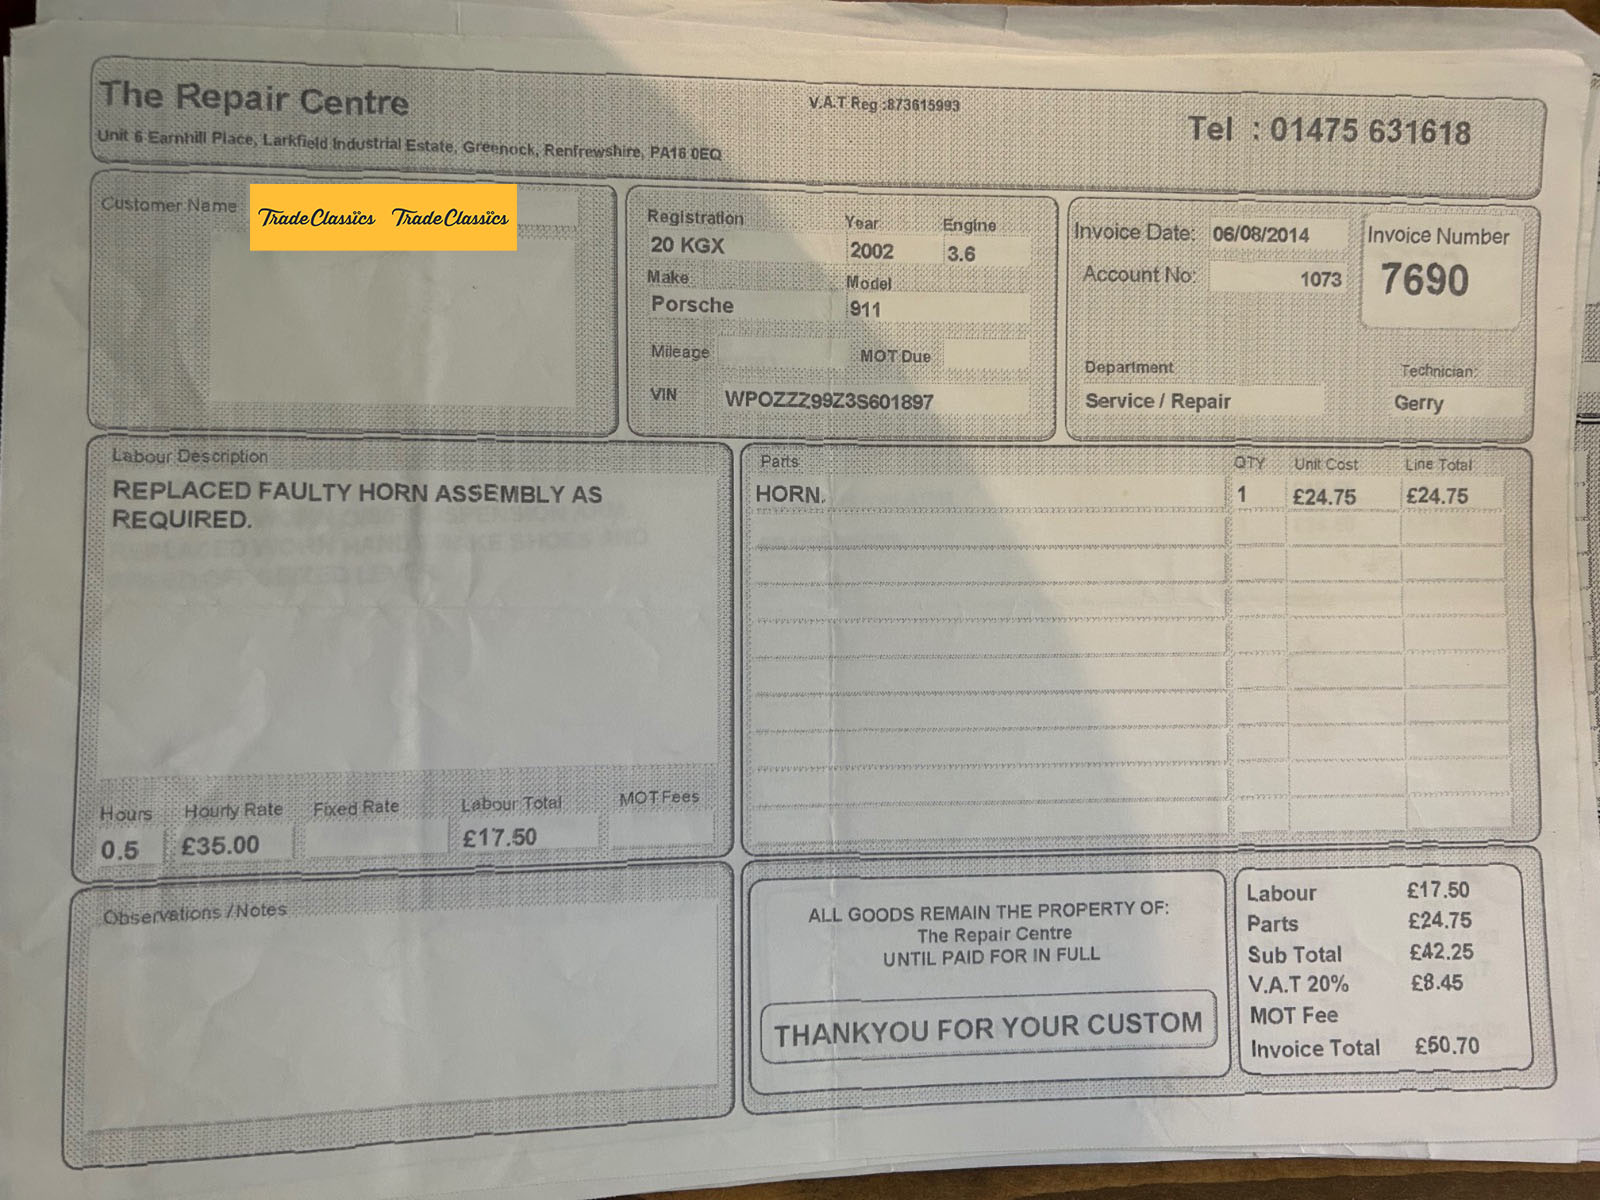 The Repair Centre
V.A.T Reg :873615993
Tel : 01475 631618
Unit 6 Earnhill Place, Larkfield Industrial Estate, Greenock, Renfrewshire, PA16 0EQ
Customer Name
TradeClassics TradeClassics
Registration Year Engine
20 KGX 2002 3.6
Make Model
Porsche 911
Mileage MOT Due
VIN WPOZZZ99Z3S601897
Invoice Date: 06/08/2014
Account No: 1073
Invoice Number
7690
Department Technician:
Service / Repair Gerry
Labour Description
REPLACED FAULTY HORN ASSEMBLY AS
REQUIRED.
Hours Hourly Rate Fixed Rate Labour Total MOT Fees
0.5 £35.00 £17.50
Parts QTY Unit Cost Line Total
HORN. 1 £24.75 £24.75
Observations / Notes
ALL GOODS REMAIN THE PROPERTY OF:
The Repair Centre
UNTIL PAID FOR IN FULL
THANKYOU FOR YOUR CUSTOM
Labour £17.50
Parts £24.75
Sub Total £42.25
V.A.T 20% £8.45
MOT Fee
Invoice Total £50.70